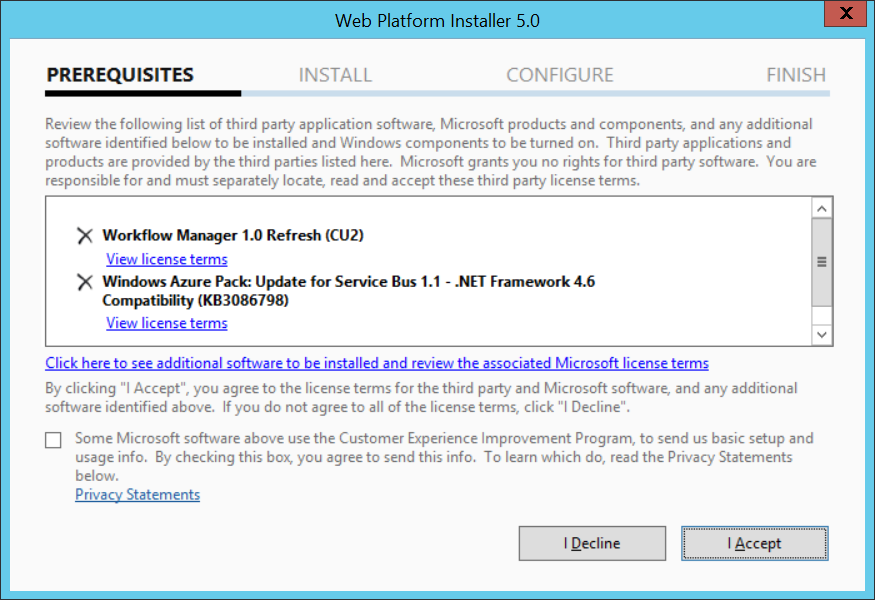 Web Platform Installer 5.0
X
PREREQUISITES INSTALL CONFIGURE FINISH
Review the following list of third party application software, Microsoft products and components, and any additional
software identified below to be installed and Windows components to be turned on. Third party applications and
products are provided by the third parties listed here. Microsoft grants you no rights for third party software. You are
responsible for and must separately locate, read and accept these third party license terms.
Workflow Manager 1.0 Refresh (CU2)
View license terms
Windows Azure Pack: Update for Service Bus 1.1 - .NET Framework 4.6
Compatibility (KB3086798)
View license terms
Click here to see additional software to be installed and review the associated Microsoft license terms
By clicking "I Accept", you agree to the license terms for the third party and Microsoft software, and any additional
software identified above. If you do not agree to all of the license terms, click "I Decline".
Some Microsoft software above use the Customer Experience Improvement Program, to send us basic setup and
usage info. By checking this box, you agree to send this info. To learn which do, read the Privacy Statements
below.
Privacy Statements
I Decline I Accept